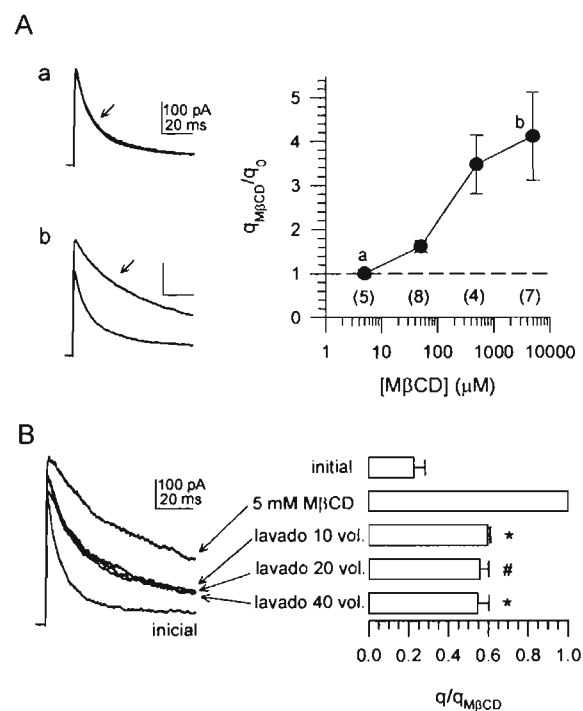 A
a
100 pA
20 ms
b
qMβCD/q0
5
4
3
2
1
0
a
b
(5) (8) (4) (7)
1 10 100 1000 10000
[MβCD] (μM)
B
100 pA
20 ms
inicial
initial
5 mM MβCD
lavado 10 vol.
*
lavado 20 vol.
#
lavado 40 vol.
*
0.0 0.2 0.4 0.6 0.8 1.0
q/qMβCD